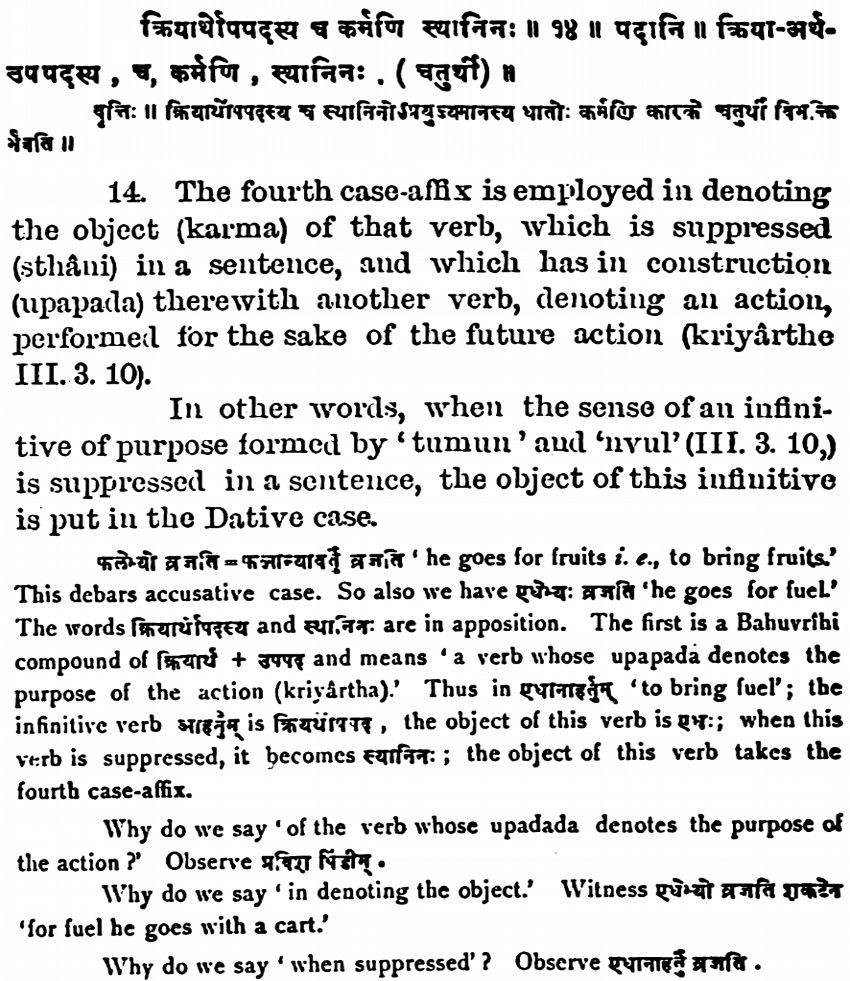 क्रियार्थोपपदस्य च कर्मणि स्थानिनः ॥ १४ ॥ पदानि ॥ क्रिया-अर्थ-
उपपदस्य , च, कर्मणि , स्थानिनः . ( चतुर्थी) ॥
वृत्तिः ॥ क्रियार्थोपपदस्य च स्थानिनोऽप्रयुज्यमानस्य धातोः कर्मणि कारके चतुर्थी विभक्ति
र्भवति ॥
14. The fourth case-affix is employed in denoting
the object (karma) of that verb, which is suppressed
(sthâni) in a sentence, and which has in construction
(upapada) therewith another verb, denoting an action,
performed for the sake of the future action (kriyârtha
III. 3. 10).
In other words, when the sense of an infini-
tive of purpose formed by ‘tumun’ and ‘nvul’ (III. 3. 10,)
is suppressed in a sentence, the object of this infinitive
is put in the Dative case.
फलेभ्यो व्रजति = फलान्याहर्तुं व्रजति ‘he goes for fruits i. e., to bring fruits.’
This debars accusative case. So also we have एधेभ्यः व्रजति ‘he goes for fuel.’
The words क्रियार्थोपपदस्य and स्थानिनः are in apposition. The first is a Bahuvrîhi
compound of क्रियार्थ + उपपद and means ‘a verb whose upapada denotes the
purpose of the action (kriyârtha).’ Thus in एधानाहर्तुम् ‘to bring fuel’; the
infinitive verb आहर्तुम् is क्रियार्थोपपद , the object of this verb is एधः; when this
verb is suppressed, it becomes स्थानिनः ; the object of this verb takes the
fourth case-affix.
Why do we say ‘of the verb whose upadada denotes the purpose of
the action ?’ Observe प्रविश पिंडीम् .
Why do we say ‘in denoting the object.’ Witness एधेभ्यो व्रजति शकटेन
‘for fuel he goes with a cart.’
Why do we say ‘when suppressed’ ? Observe एधानाहर्तुं व्रजति .